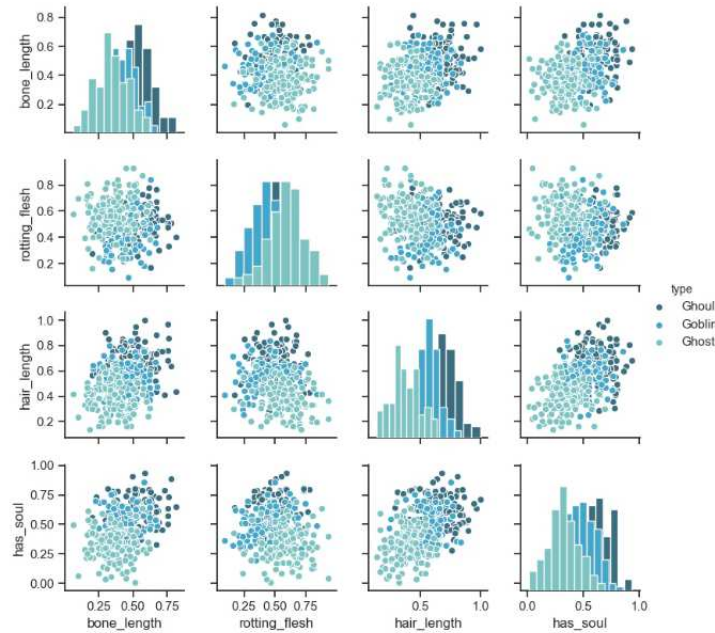 bone_length
0.8
0.6
0.4
0.2
rotting_flesh
0.8
0.6
0.4
0.2
type
Ghoul
Goblin
Ghost
hair_length
1.0
0.8
0.6
0.4
0.2
has_soul
1.00
0.75
0.50
0.25
0.00
0.25 0.50 0.75
0.25 0.50 0.75
0.5 1.0
0.0 0.5 1.0
bone_length rotting_flesh hair_length has_soul